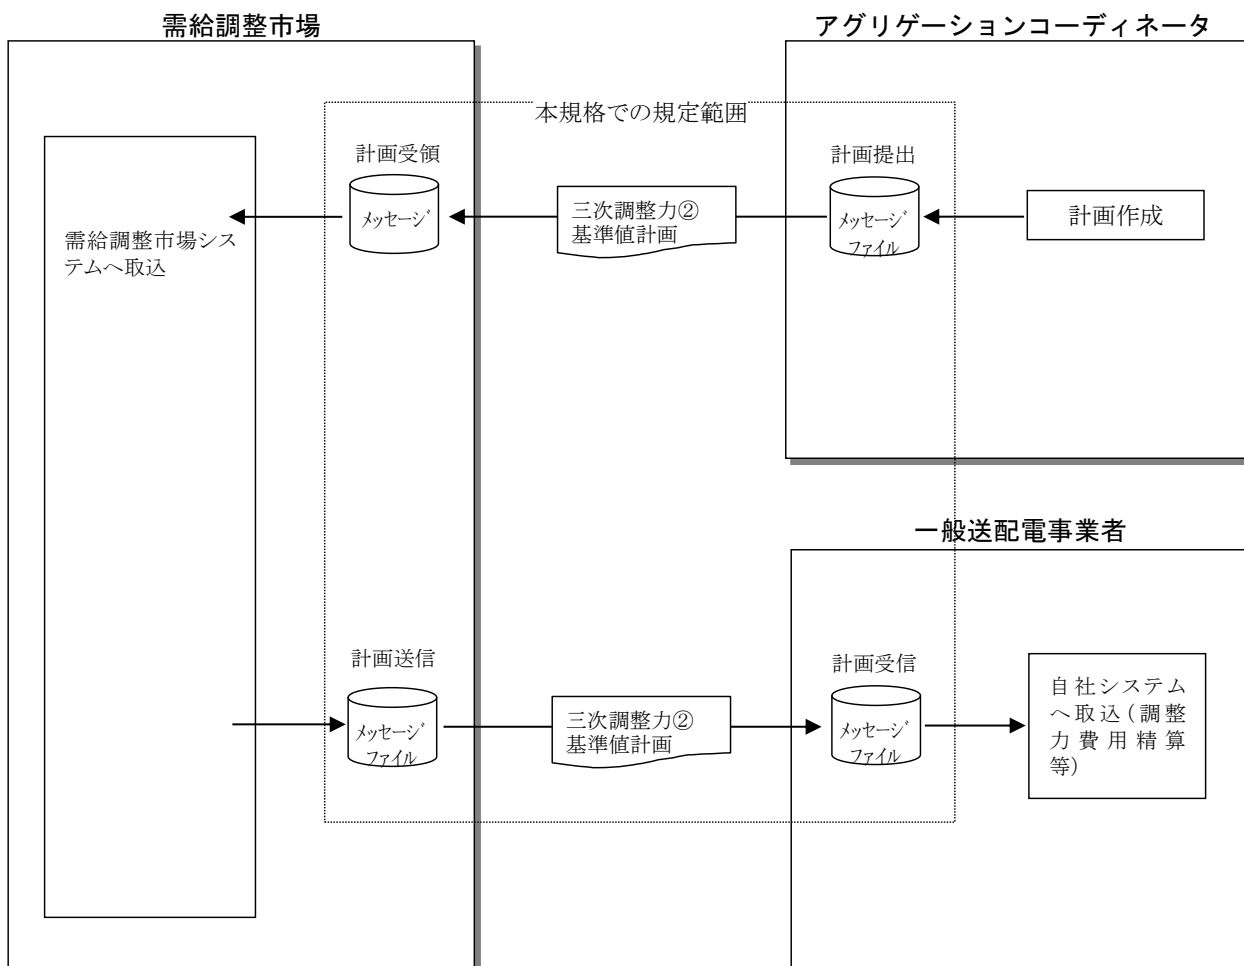 需給調整市場
アグリゲーションコーディネータ
本規格での規定範囲
計画受領
メッセージ
三次調整力②
基準値計画
計画提出
メッセージ
ファイル
計画作成
需給調整市場シス
テムへ取込
一般送配電事業者
計画送信
メッセージ
ファイル
三次調整力②
基準値計画
計画受信
メッセージ
ファイル
自社システム
へ取込(調整
力費用精算
等)